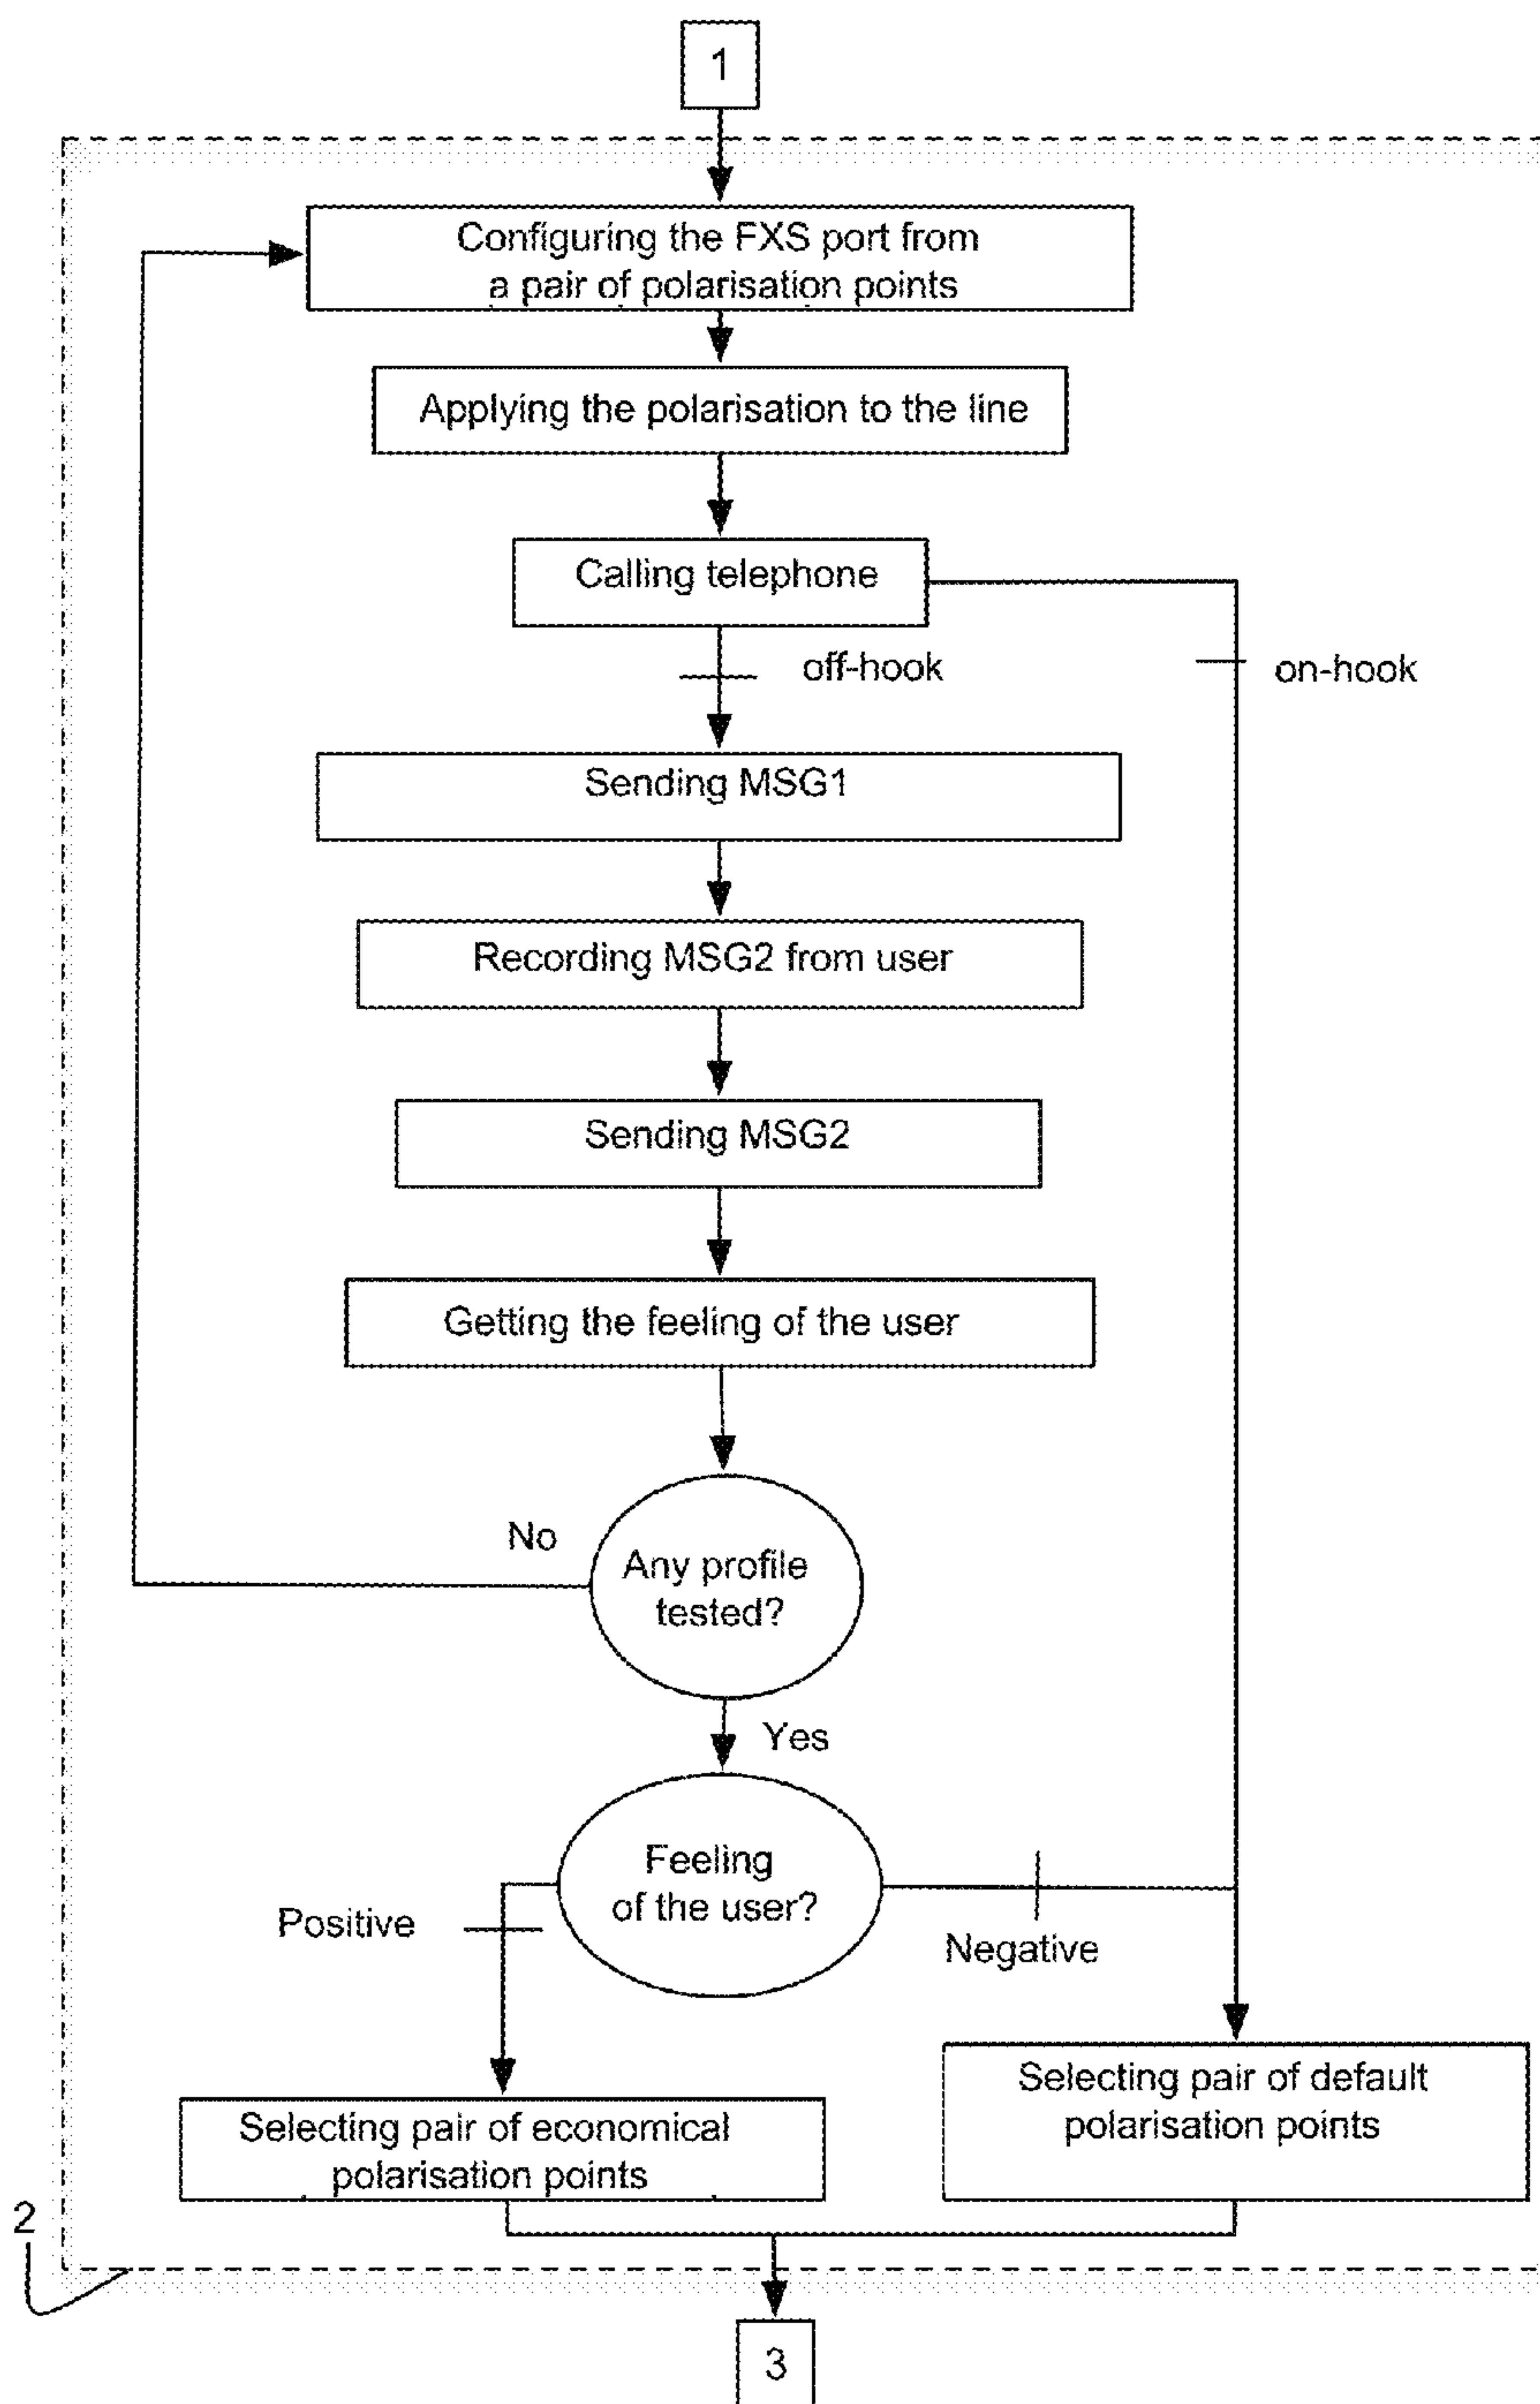 1
Configuring the FXS port from
a pair of polarisation points
Applying the polarisation to the line
Calling telephone
off-hook
on-hook
Sending MSG1
Recording MSG2 from user
Sending MSG2
Getting the feeling of the user
No
Any profile
tested?
Yes
Feeling
of the user?
Positive
Negative
Selecting pair of default
polarisation points
Selecting pair of economical
polarisation points
2
3